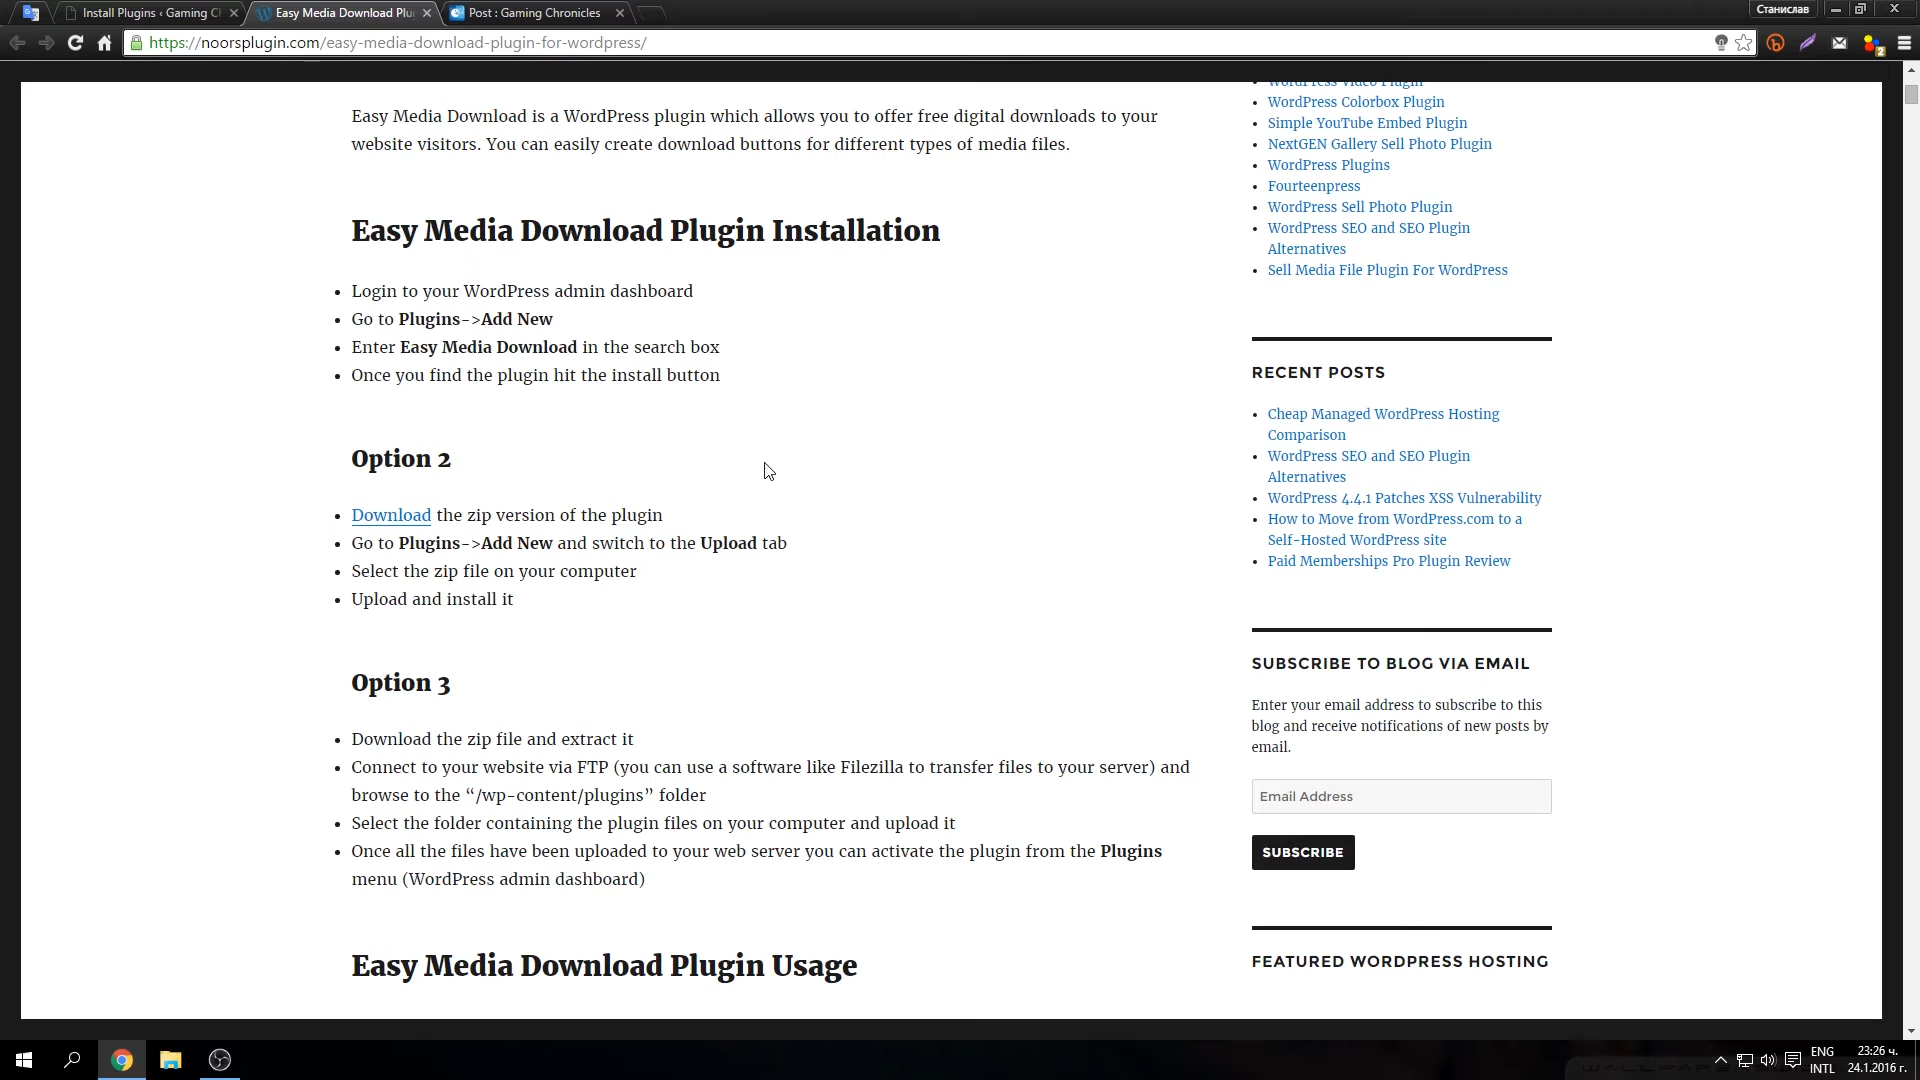 Install Plugins ‹ Gaming Ch
Easy Media Download Plu
Post : Gaming Chronicles
Станислав
https://noorsplugin.com/easy-media-download-plugin-for-wordpress/
2
Easy Media Download is a WordPress plugin which allows you to offer free digital downloads to your
website visitors. You can easily create download buttons for different types of media files.
Easy Media Download Plugin Installation
Login to your WordPress admin dashboard
Go to Plugins->Add New
Enter Easy Media Download in the search box
Once you find the plugin hit the install button
Option 2
Download the zip version of the plugin
Go to Plugins->Add New and switch to the Upload tab
Select the zip file on your computer
Upload and install it
Option 3
Download the zip file and extract it
Connect to your website via FTP (you can use a software like Filezilla to transfer files to your server) and
browse to the “/wp-content/plugins” folder
Select the folder containing the plugin files on your computer and upload it
Once all the files have been uploaded to your web server you can activate the plugin from the Plugins
menu (WordPress admin dashboard)
Easy Media Download Plugin Usage
WordPress Video Plugin
WordPress Colorbox Plugin
Simple YouTube Embed Plugin
NextGEN Gallery Sell Photo Plugin
WordPress Plugins
Fourteenpress
WordPress Sell Photo Plugin
WordPress SEO and SEO Plugin
Alternatives
Sell Media File Plugin For WordPress
RECENT POSTS
Cheap Managed WordPress Hosting
Comparison
WordPress SEO and SEO Plugin
Alternatives
WordPress 4.4.1 Patches XSS Vulnerability
How to Move from WordPress.com to a
Self-Hosted WordPress site
Paid Memberships Pro Plugin Review
SUBSCRIBE TO BLOG VIA EMAIL
Enter your email address to subscribe to this
blog and receive notifications of new posts by
email.
Email Address
SUBSCRIBE
FEATURED WORDPRESS HOSTING
ENG
INTL
23:26 ч.
24.1.2016 г.